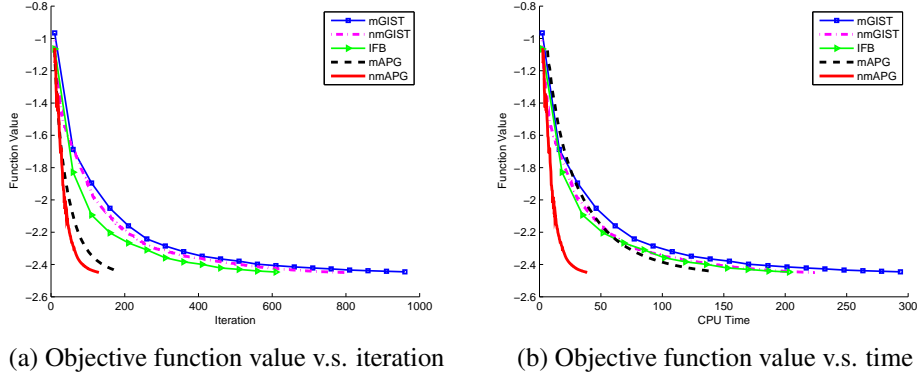 −0.8
−1
−1.2
−1.4
−1.6
−1.8
−2
−2.2
−2.4
−2.6
Function Value
0 200 400 600 800 1000
Iteration
mGIST
nmGIST
IFB
mAPG
nmAPG
(a) Objective function value v.s. iteration
−0.8
−1
−1.2
−1.4
−1.6
−1.8
−2
−2.2
−2.4
−2.6
Function Value
0 50 100 150 200 250 300
CPU Time
mGIST
nmGIST
IFB
mAPG
nmAPG
(b) Objective function value v.s. time